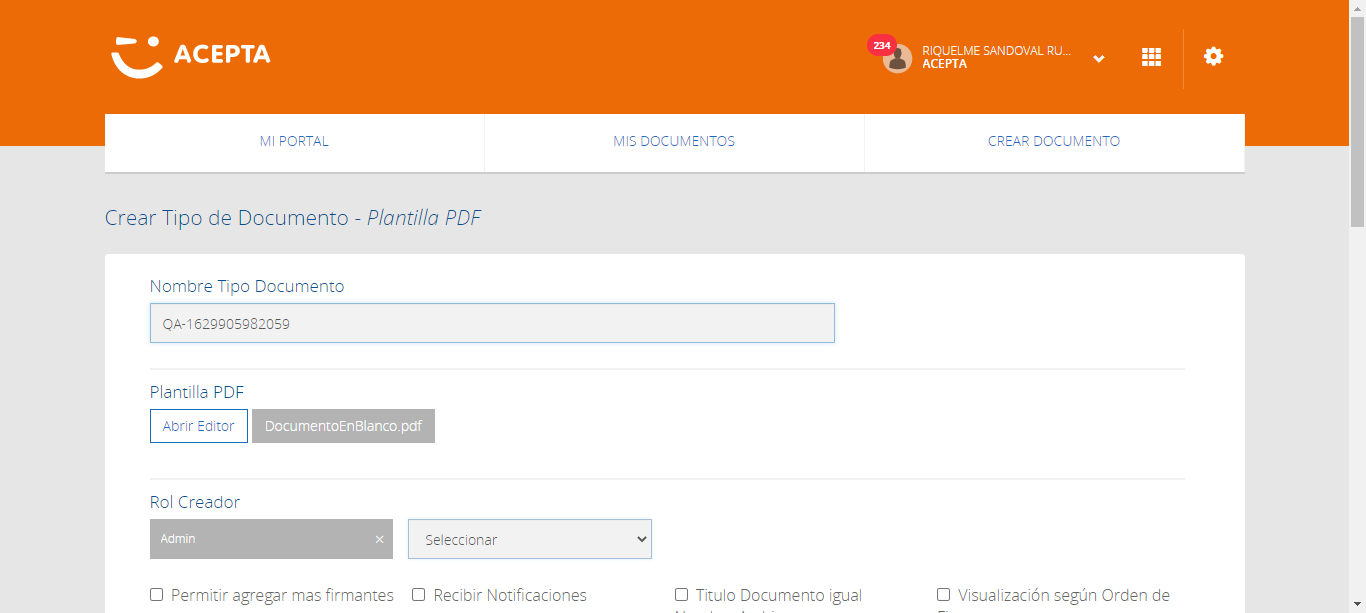 ACEPTA
234
RIQUELME SANDOVAL RU...
ACEPTA
MI PORTAL
MIS DOCUMENTOS
CREAR DOCUMENTO
Crear Tipo de Documento - Plantilla PDF
Nombre Tipo Documento
QA-1629905982059
Plantilla PDF
Abrir Editor
DocumentoEnBlanco.pdf
Rol Creador
Admin ×
Seleccionar
Permitir agregar mas firmantes
Recibir Notificaciones
Titulo Documento igual
Visualización según Orden de